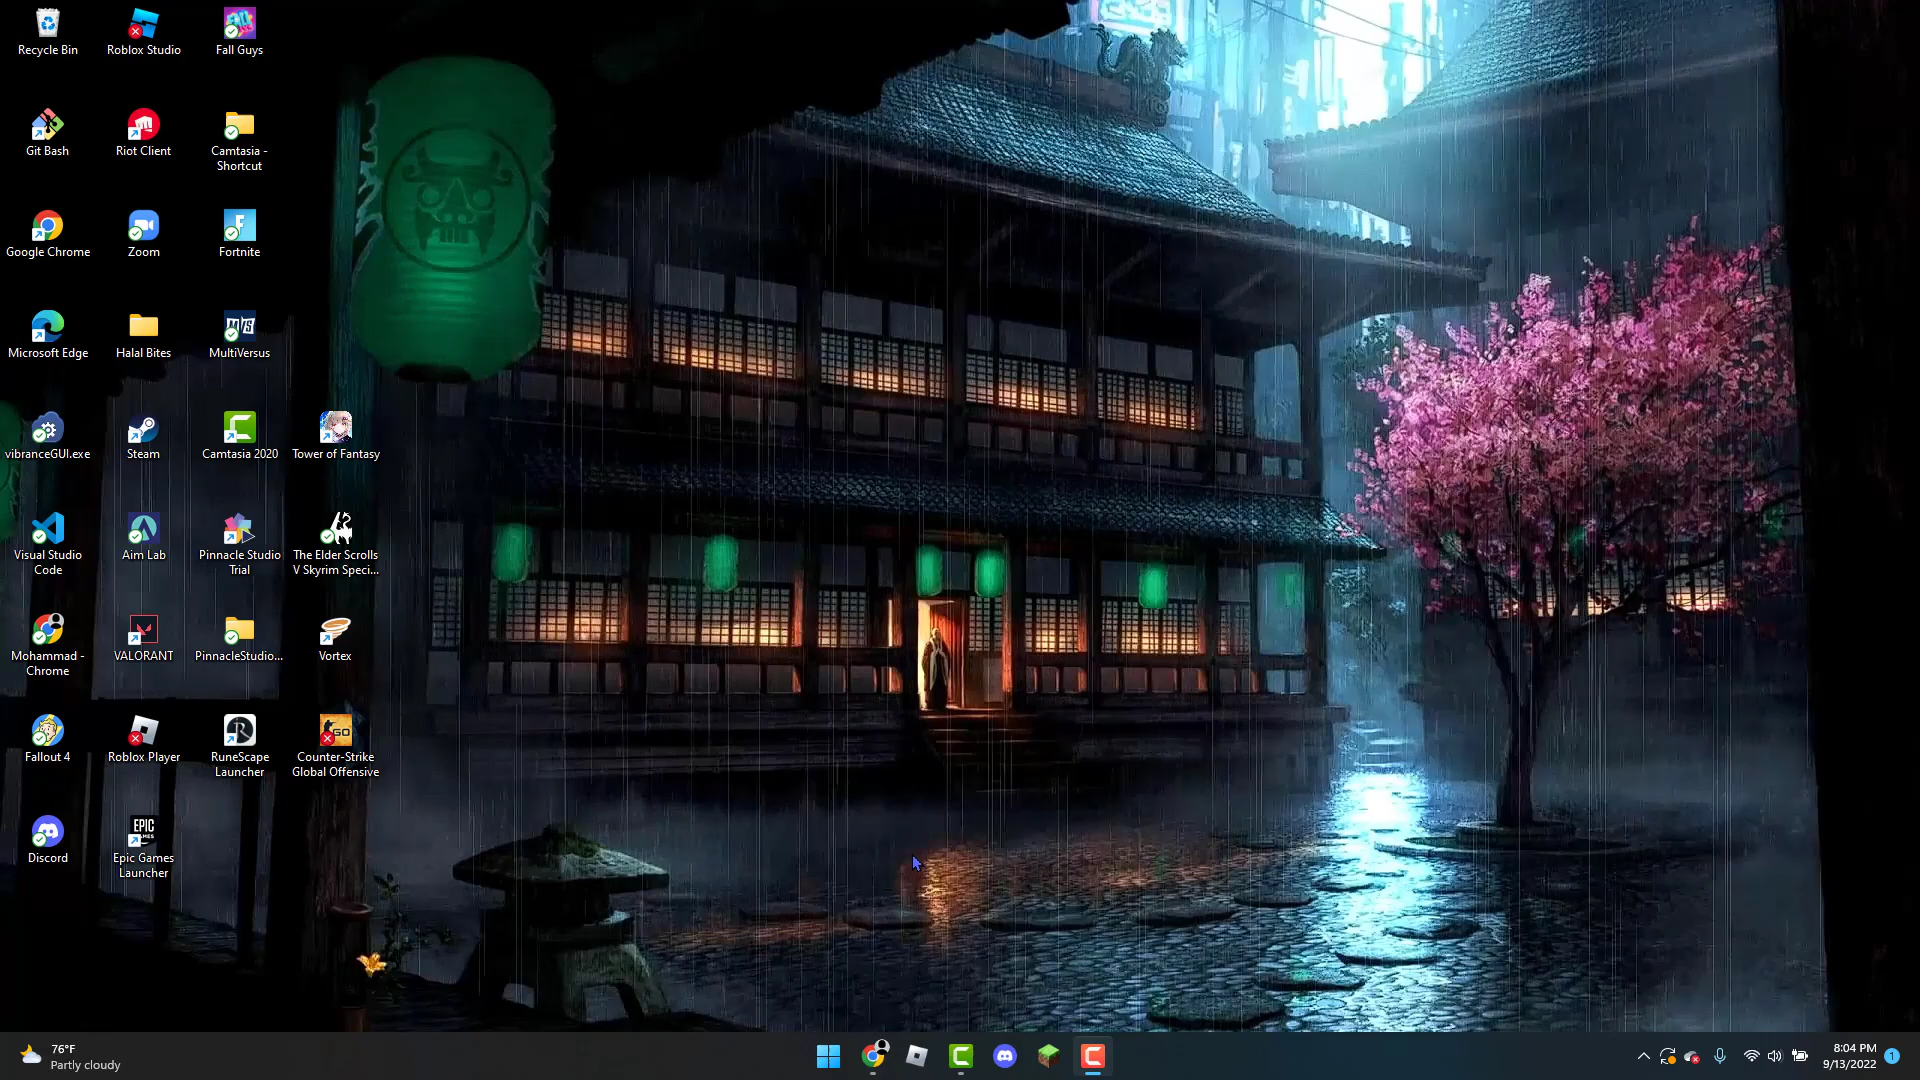 Recycle Bin
Roblox Studio
Fall Guys
Git Bash
Riot Client
Camtasia -
Shortcut
Google Chrome
Zoom
Fortnite
Microsoft Edge
Halal Bites
MultiVersus
vibranceGUI.exe
Steam
Camtasia 2020
Tower of Fantasy
Visual Studio
Code
Aim Lab
Pinnacle Studio
Trial
The Elder Scrolls
V Skyrim Speci...
Mohammad -
Chrome
VALORANT
PinnacleStudio...
Vortex
Fallout 4
Roblox Player
RuneScape
Launcher
GO
Counter-Strike
Global Offensive
Discord
EPIC
Epic Games
Launcher
76°F
Partly cloudy
8:04 PM
9/13/2022
1